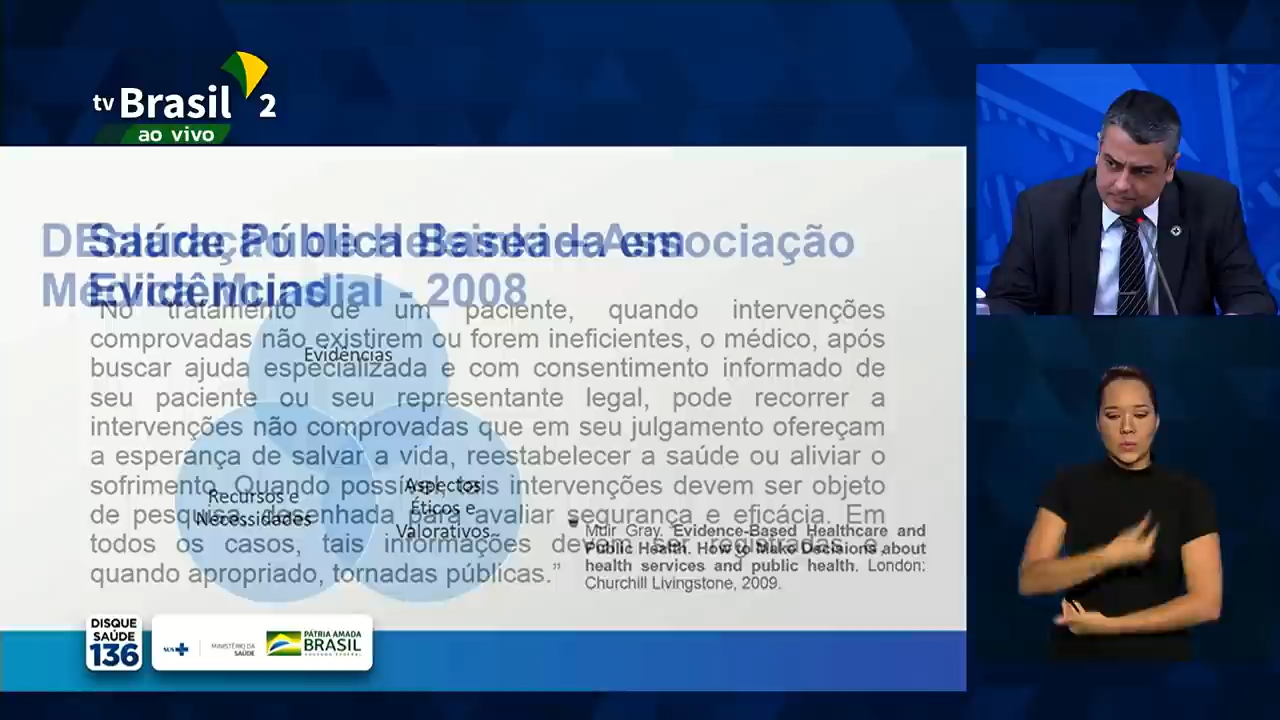 tv Brasil 2
ao vivo
Declaração de Helsinki – Associação
Médica Mundial - 2008
Saúde Pública Baseada em
Evidências
"No tratamento de um paciente, quando intervenções
comprovadas não existirem ou forem ineficientes, o médico, após
buscar ajuda especializada e com consentimento informado de
seu paciente ou seu representante legal, pode recorrer a
intervenções não comprovadas que em seu julgamento ofereçam
a esperança de salvar a vida, reestabelecer a saúde ou aliviar o
sofrimento. Quando possível, tais intervenções devem ser objeto
de pesquisa, desenhada para avaliar segurança e eficácia. Em
todos os casos, tais informações devem ser registradas e,
quando apropriado, tornadas públicas."
Evidências
Recursos e
Necessidades
Aspectos
Éticos e
Valorativos
Muir Gray. Evidence-Based Healthcare and
Public Health. How to Make Decisions about
health services and public health. London:
Churchill Livingstone, 2009.
DISQUE
SAÚDE
136
SUS
MINISTÉRIO DA
SAÚDE
PÁTRIA AMADA
BRASIL